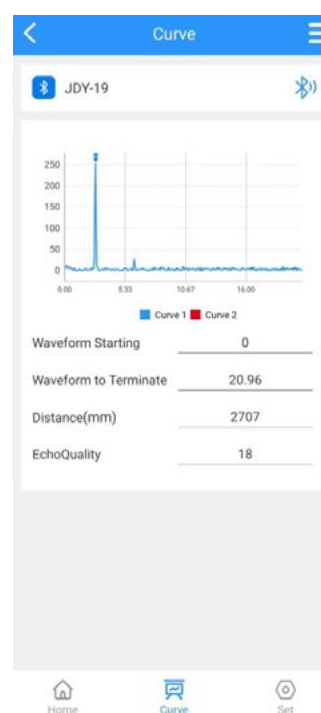 Curve
JDY-19
250
200
150
100
50
0
0.00 5.33 10.67 16.00
Curve 1 Curve 2
Waveform Starting 0
Waveform to Terminate 20.96
Distance(mm) 2707
EchoQuality 18
Home Curve Set